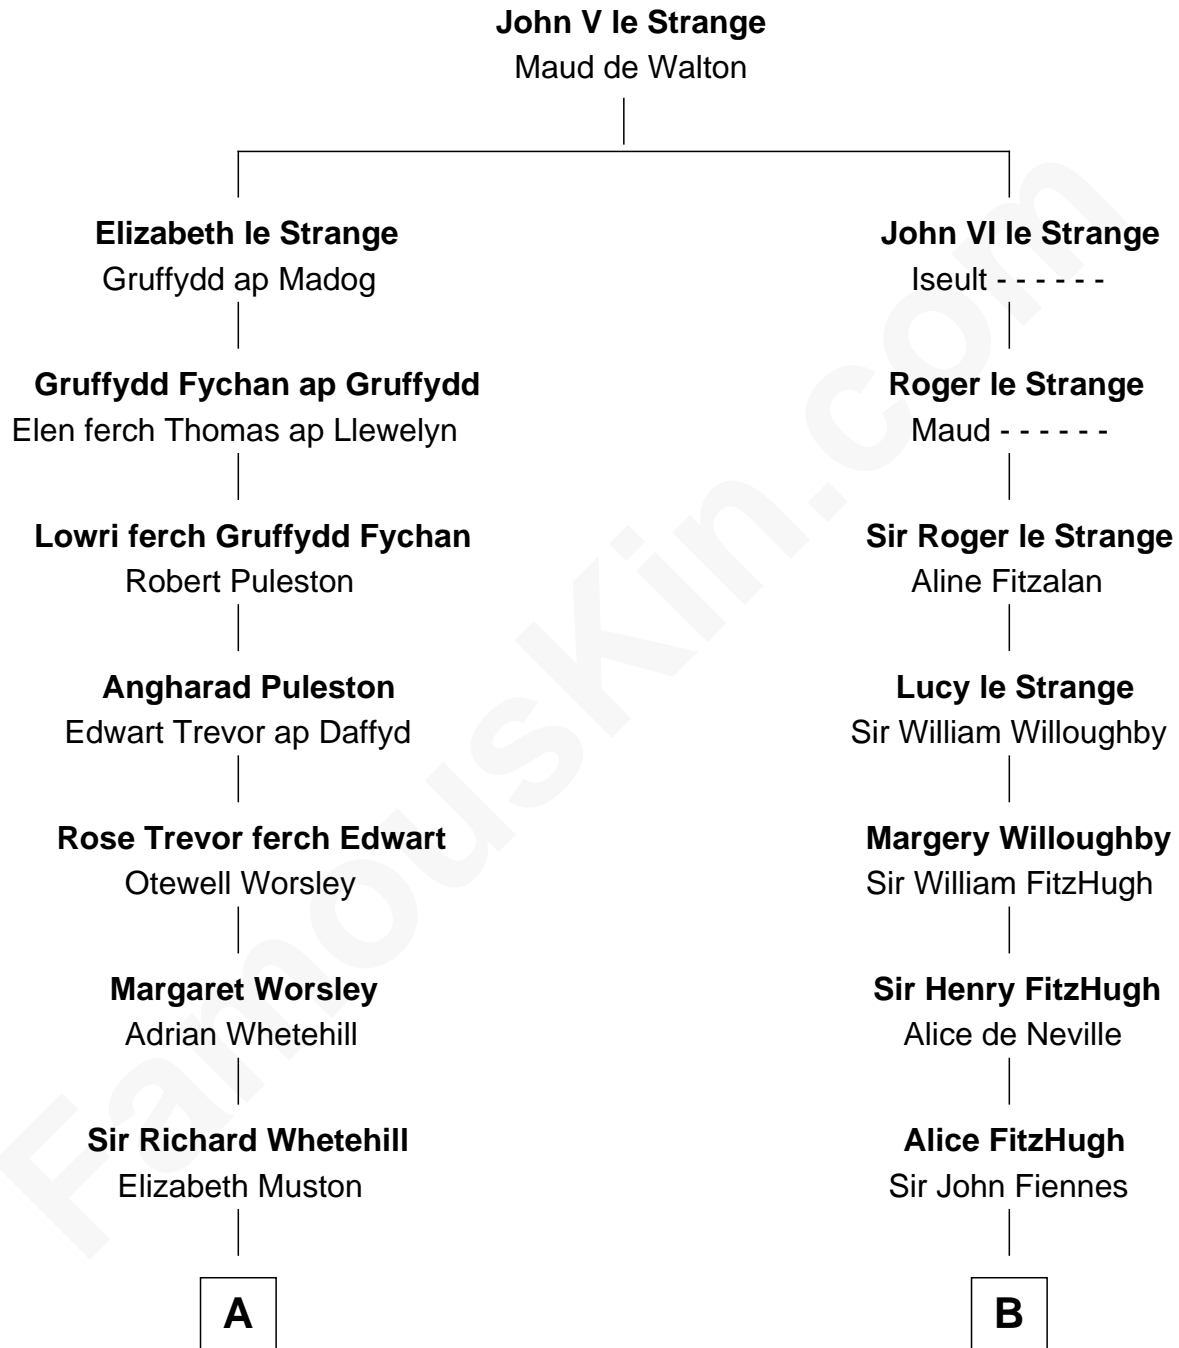 John V le Strange
Maud de Walton
Elizabeth le Strange
Gruffydd ap Madog
John VI le Strange
Iseult - - - - - -
Gruffydd Fychan ap Gruffydd
Elen ferch Thomas ap Llewelyn
Roger le Strange
Maud - - - - - -
Lowri ferch Gruffydd Fychan
Robert Puleston
Sir Roger le Strange
Aline Fitzalan
Angharad Puleston
Edwart Trevor ap Daffyd
Lucy le Strange
Sir William Willoughby
Rose Trevor ferch Edwart
Otewell Worsley
Margery Willoughby
Sir William FitzHugh
Margaret Worsley
Adrian Whetehill
Sir Henry FitzHugh
Alice de Neville
Sir Richard Whetehill
Elizabeth Muston
Alice FitzHugh
Sir John Fiennes
A
B
FamousKin.com